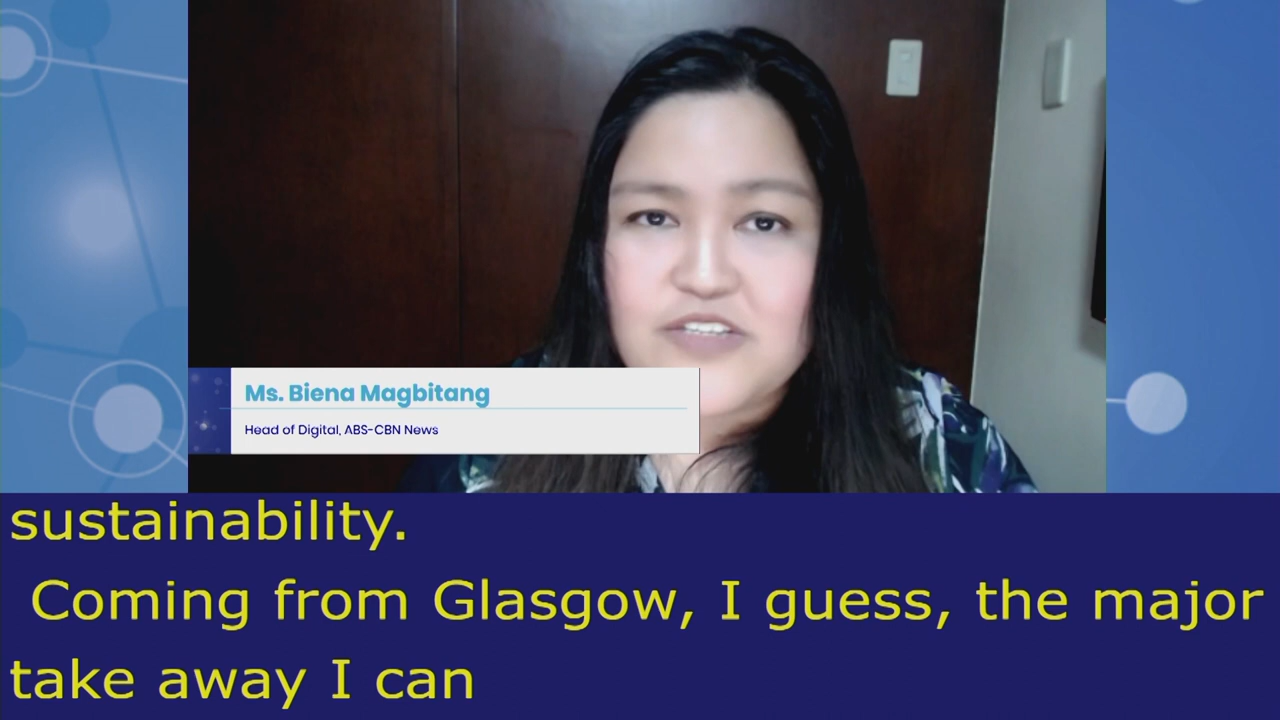 Ms. Biena Magbitang
Head of Digital, ABS-CBN News
sustainability.
Coming from Glasgow, I guess, the major
take away I can